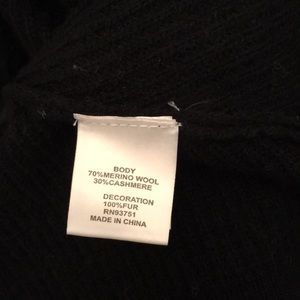 BODY
70%MERINO WOOL
30%CASHMERE
DECORATION
100%FUR
RN93751
MADE IN CHINA